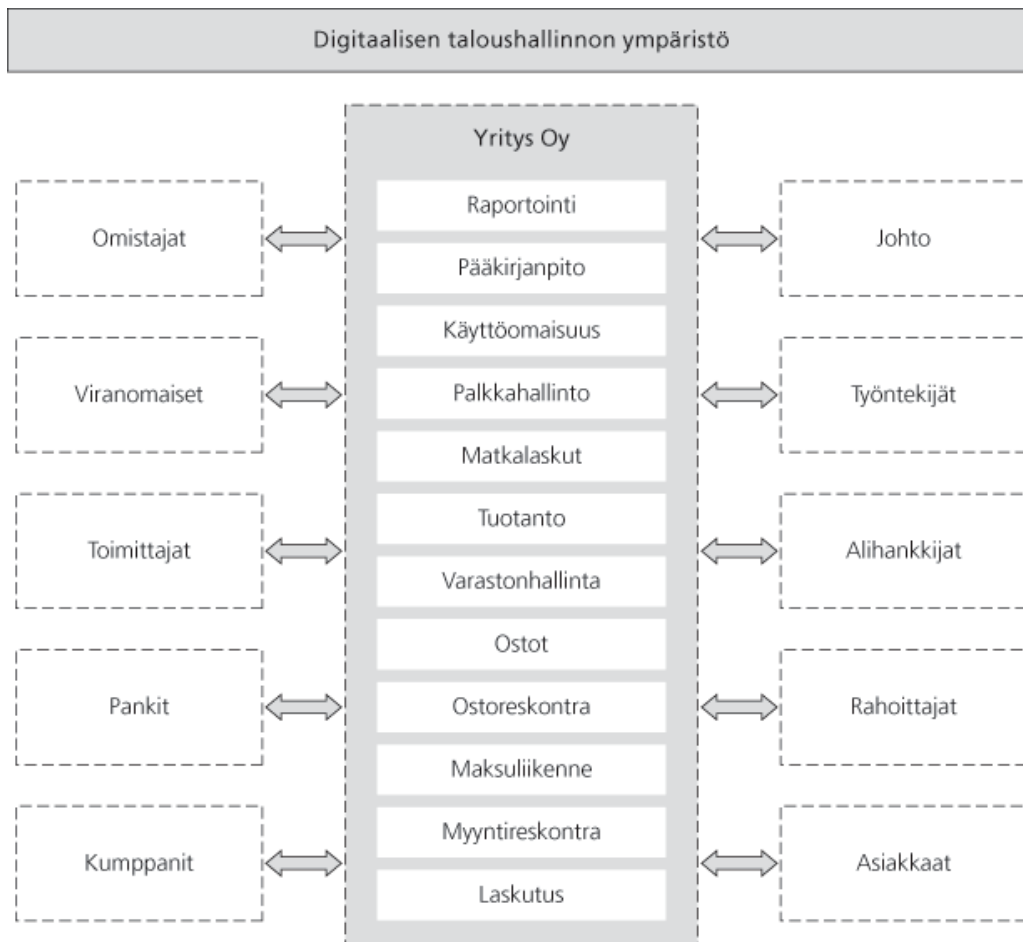 Digitaalisen taloushallinnon ympäristö
Yritys Oy
Omistajat
Viranomaiset
Toimittajat
Pankit
Kumppanit
Raportointi
Pääkirjanpito
Käyttöomaisuus
Palkkahallinto
Matkalaskut
Tuotanto
Varastonhallinta
Ostot
Ostoreskontra
Maksuliikenne
Myyntireskontra
Laskutus
Johto
Työntekijät
Alihankkijat
Rahoittajat
Asiakkaat